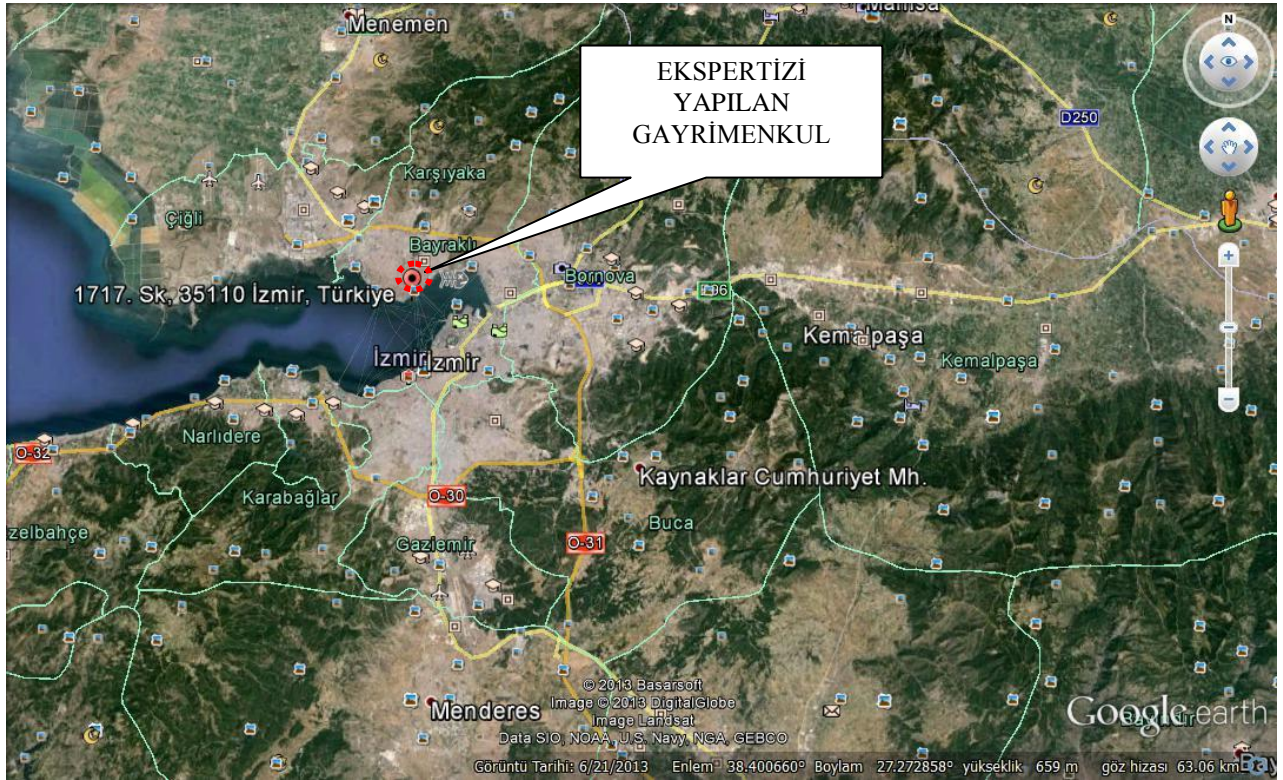 Menemen
Manisa
N
EKSPERTİZİ
YAPILAN
GAYRİMENKUL
D250
Karşıyaka
Çiğli
Bayraklı
Bornova
1717. Sk, 35110 İzmir, Türkiye
Kemalpaşa
Kemalpaşa
İzmir
İzmir
Narlıdere
O-32
Kaynaklar Cumhuriyet Mh.
Karabağlar
O-30
Buca
zelbahçe
Gaziemir
O-31
© 2013 Basarsoft
Image © 2013 DigitalGlobe
Menderes
Image Landsat
Google earth
Data SIO, NOAA, U.S. Navy, NGA, GEBCO
Görüntü Tarihi: 6/21/2013 Enlem 38.400660° Boylam 27.272858° yükseklik 659 m göz hizası 63.06 km